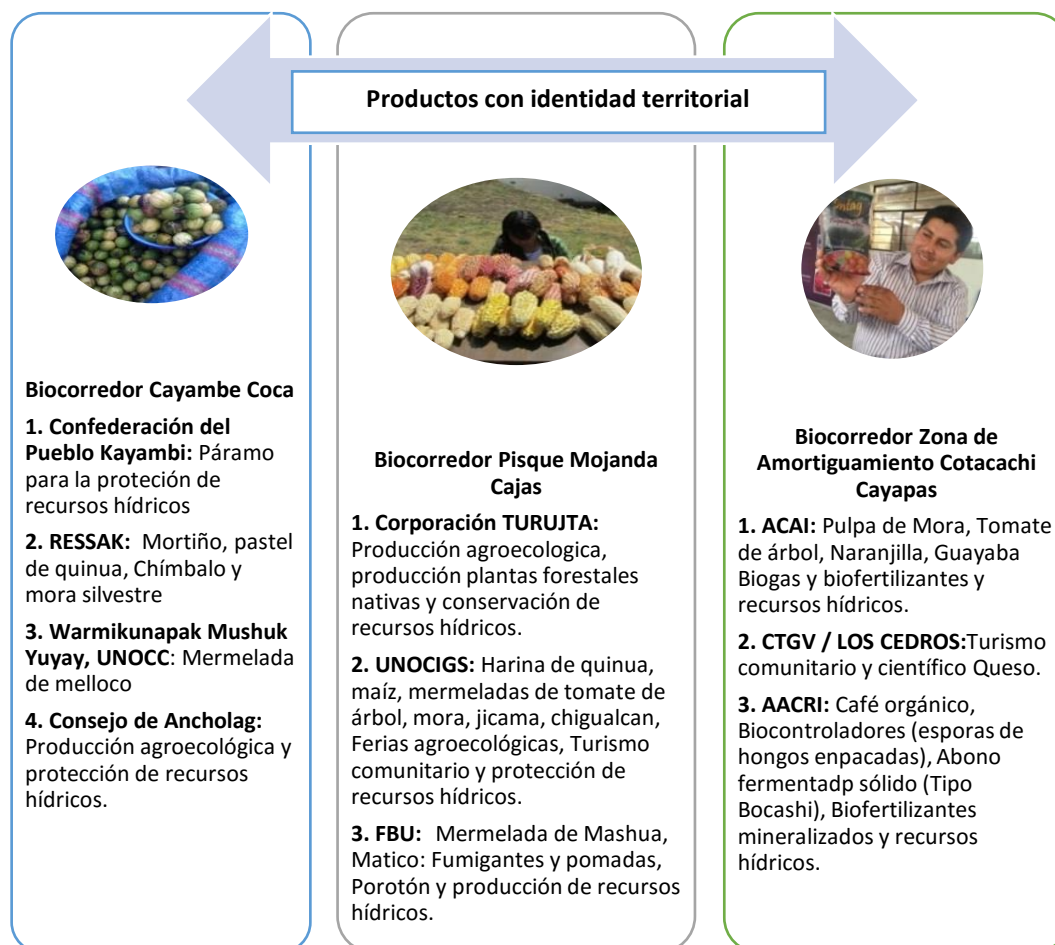 Productos con identidad territorial
Biocorredor Cayambe Coca
1. Confederación del
Pueblo Kayambi: Páramo
para la proteción de
recursos hídricos
2. RESSAK: Mortiño, pastel
de quinua, Chímbalo y
mora silvestre
3. Warmikunapak Mushuk
Yuyay, UNOCC: Mermelada
de melloco
4. Consejo de Ancholag:
Producción agroecológica y
protección de recursos
hídricos.
Biocorredor Pisque Mojanda
Cajas
1. Corporación TURUJTA:
Producción agroecologica,
producción plantas forestales
nativas y conservación de
recursos hídricos.
2. UNOCIGS: Harina de quinua,
maíz, mermeladas de tomate de
árbol, mora, jicama, chigualcan,
Ferias agroecológicas, Turismo
comunitario y protección de
recursos hídricos.
3. FBU: Mermelada de Mashua,
Matico: Fumigantes y pomadas,
Porotón y producción de recursos
hídricos.
Biocorredor Zona de
Amortiguamiento Cotacachi
Cayapas
1. ACAI: Pulpa de Mora, Tomate
de árbol, Naranjilla, Guayaba
Biogas y biofertilizantes y
recursos hídricos.
2. CTGV / LOS CEDROS:Turismo
comunitario y científico Queso.
3. AACRI: Café orgánico,
Biocontroladores (esporas de
hongos enpacadas), Abono
fermentadp sólido (Tipo
Bocashi), Biofertilizantes
mineralizados y recursos
hídricos.